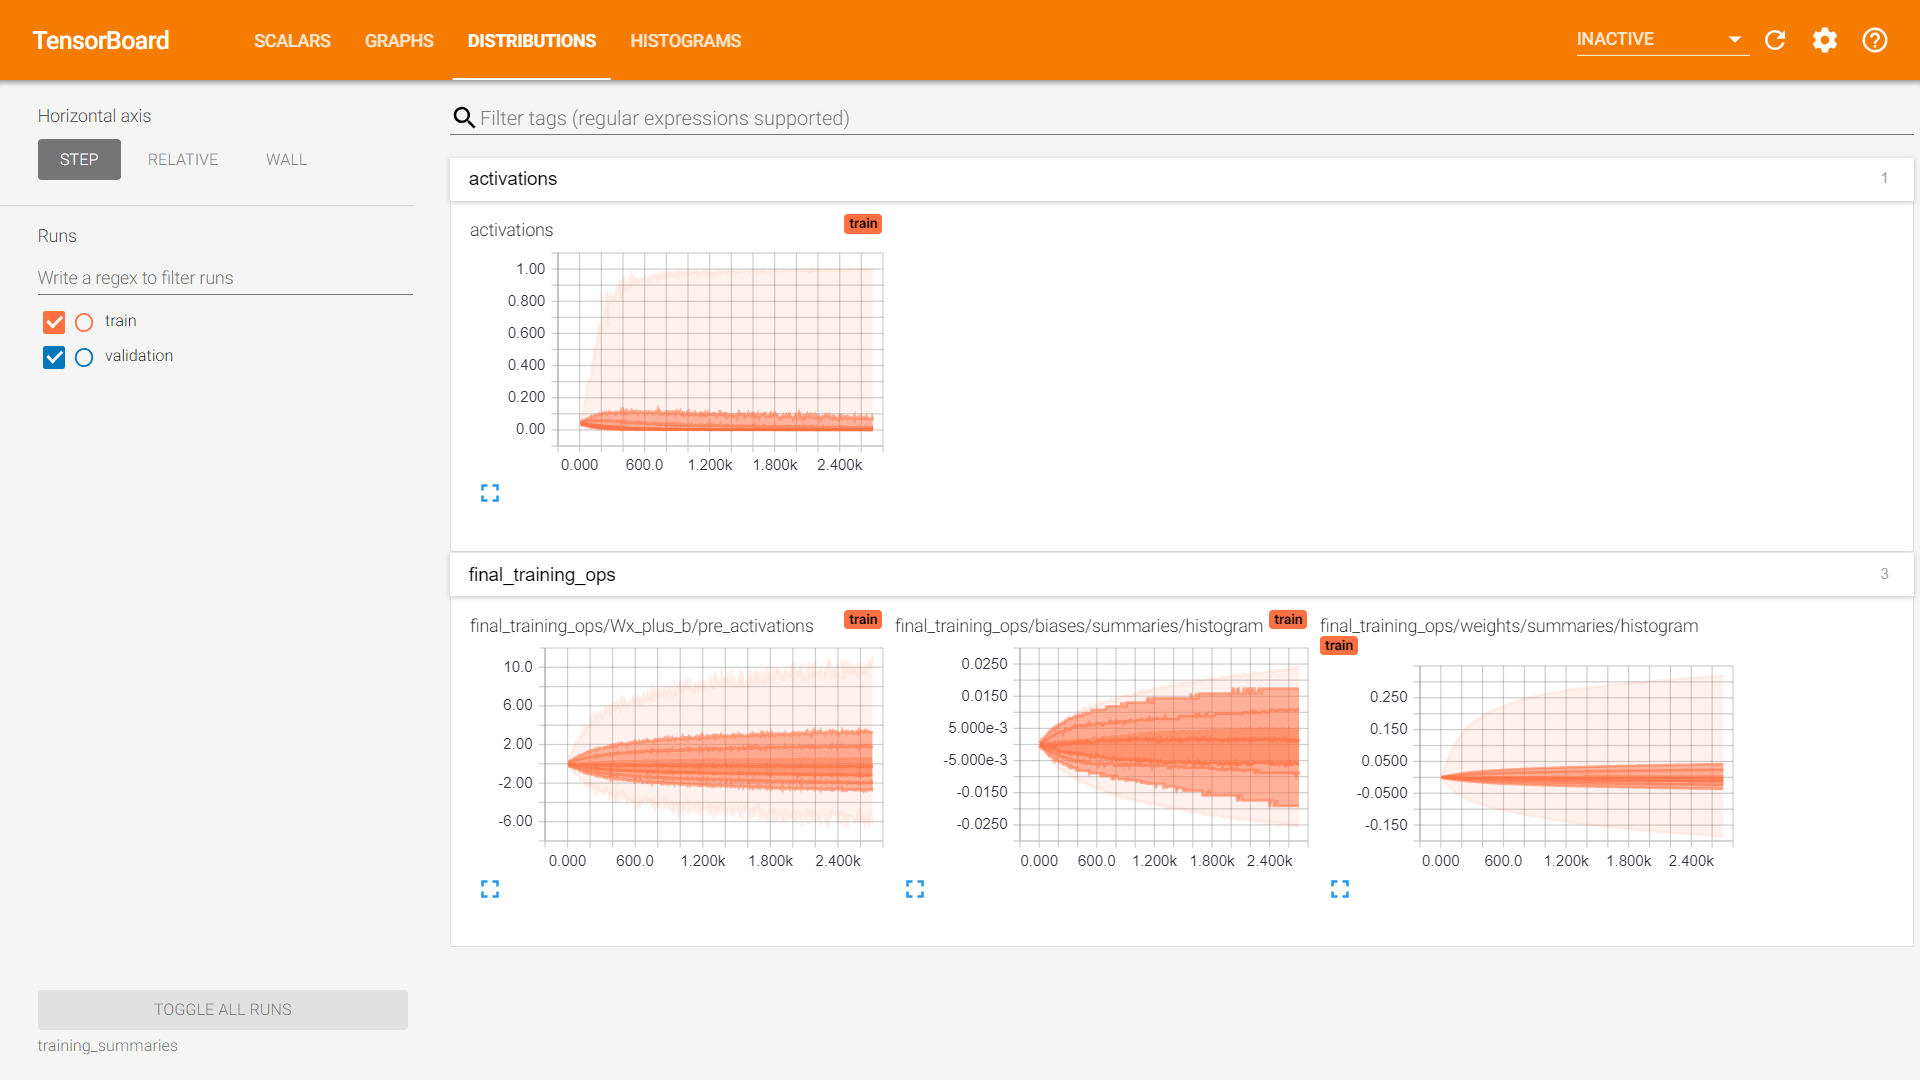 TensorBoard
SCALARS
GRAPHS
DISTRIBUTIONS
HISTOGRAMS
INACTIVE
Horizontal axis
STEP
RELATIVE
WALL
Runs
Write a regex to filter runs
train
validation
TOGGLE ALL RUNS
training_summaries
Filter tags (regular expressions supported)
activations
1
activations
train
1.00
0.800
0.600
0.400
0.200
0.00
0.000 600.0 1.200k 1.800k 2.400k
final_training_ops
3
final_training_ops/Wx_plus_b/pre_activations
train
10.0
6.00
2.00
-2.00
-6.00
0.000 600.0 1.200k 1.800k 2.400k
final_training_ops/biases/summaries/histogram
train
0.0250
0.0150
5.000e-3
-5.000e-3
-0.0150
-0.0250
0.000 600.0 1.200k 1.800k 2.400k
final_training_ops/weights/summaries/histogram
train
0.250
0.150
0.0500
-0.0500
-0.150
0.000 600.0 1.200k 1.800k 2.400k